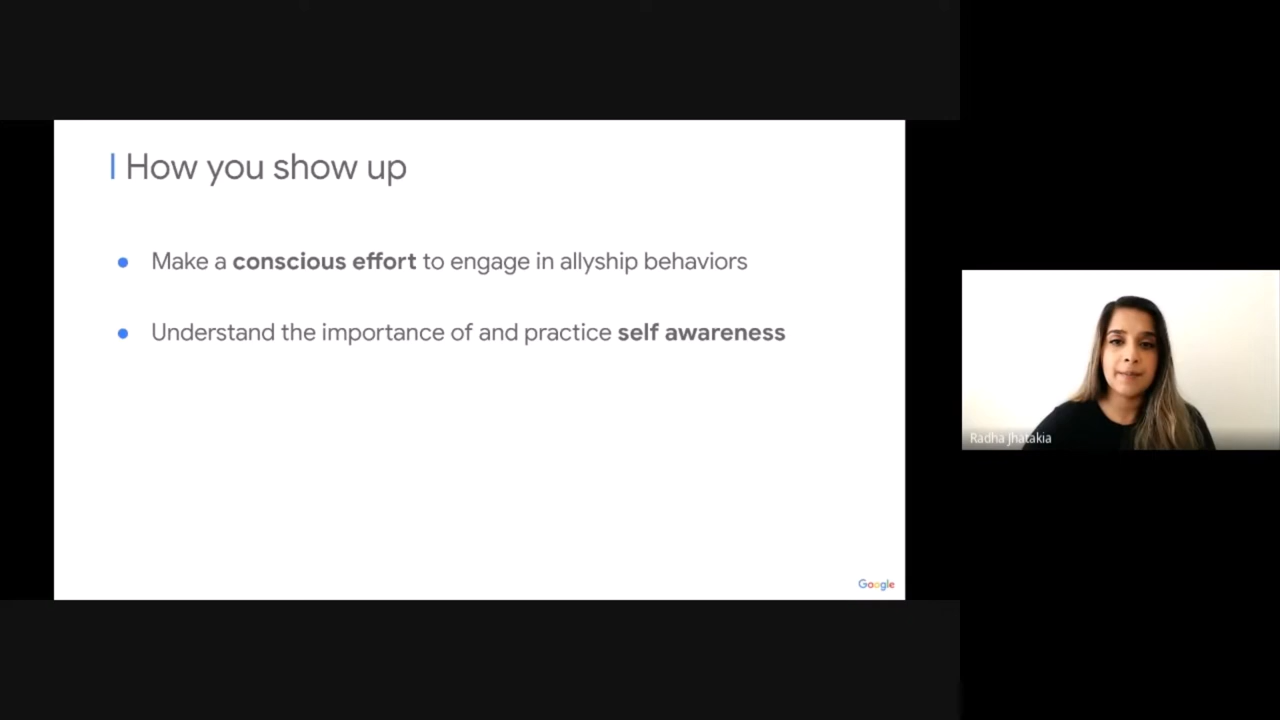 How you show up
Make a conscious effort to engage in allyship behaviors
Understand the importance of and practice self awareness
Google
Radha Jhatakia